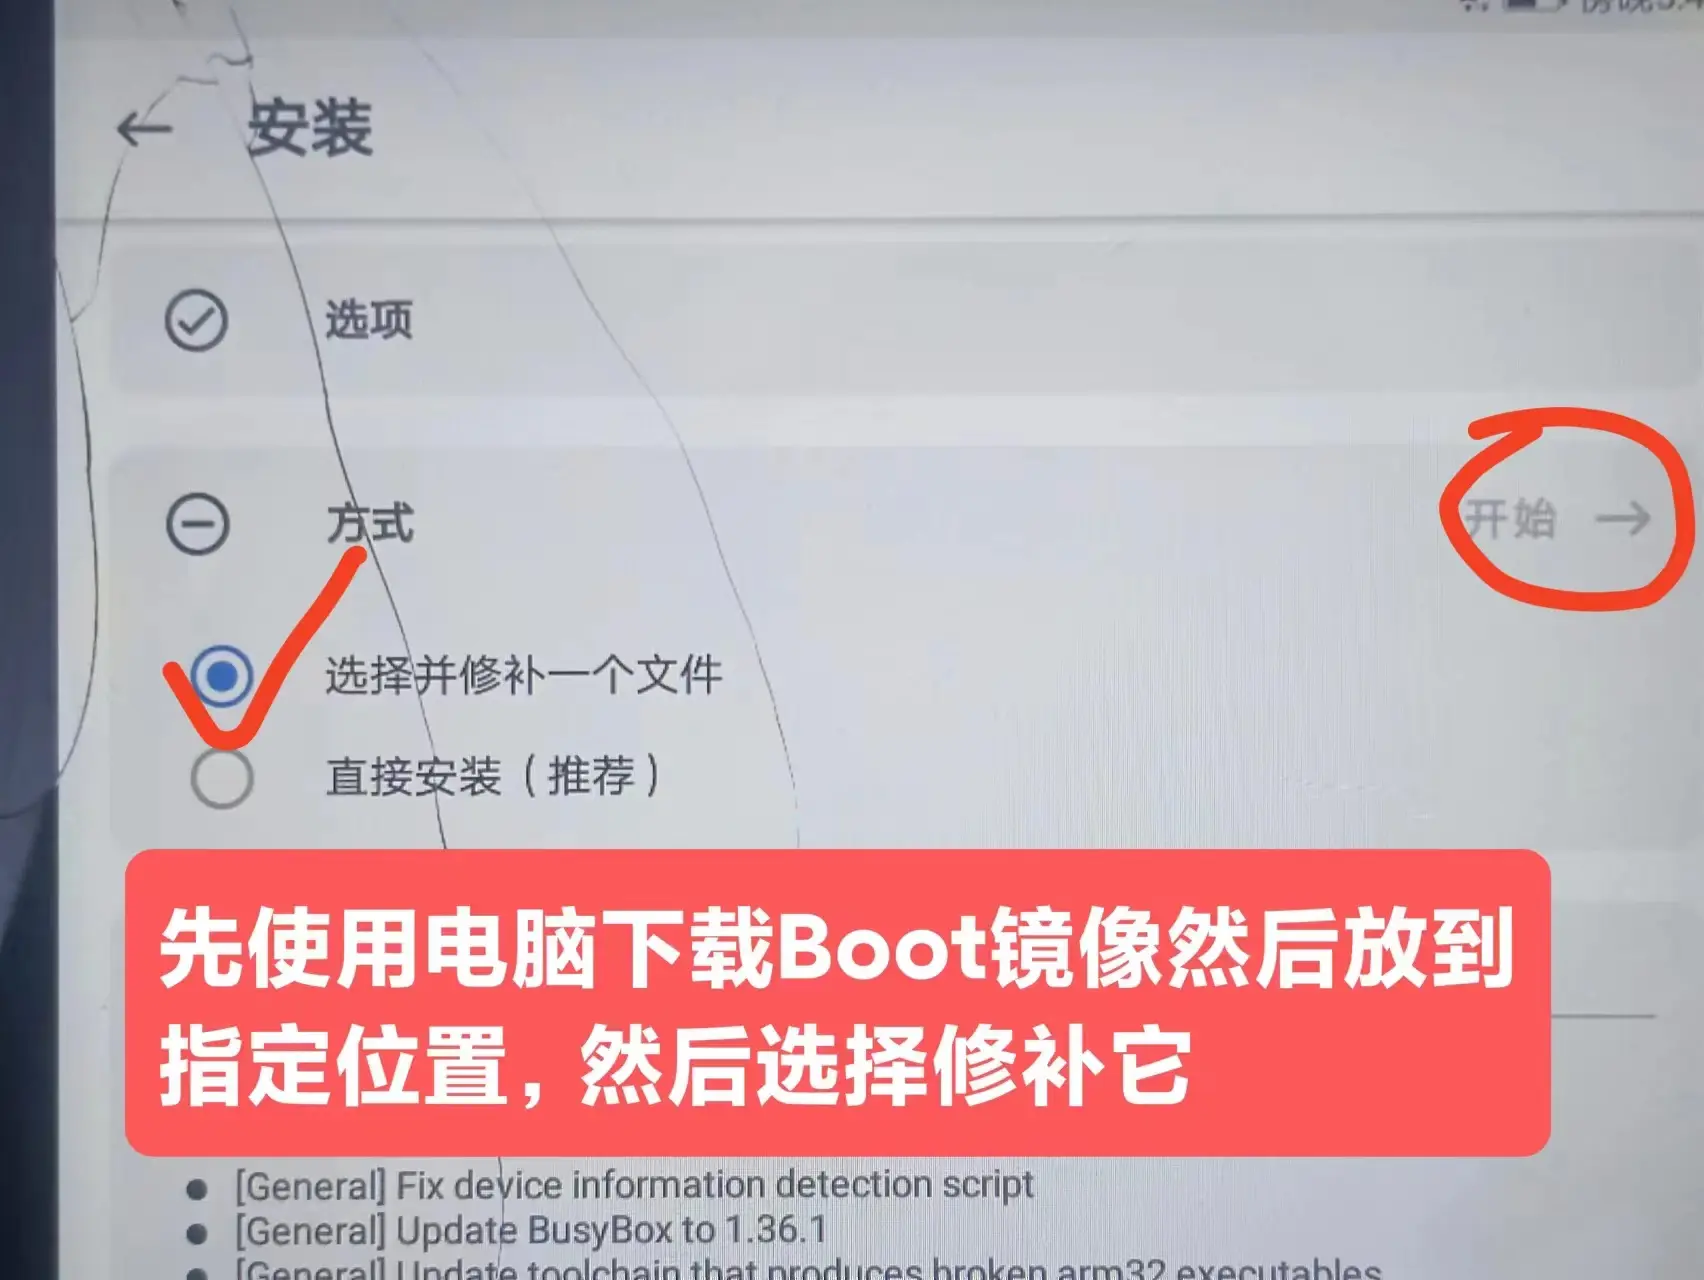 安装
选项
方式
开始
选择并修补一个文件
直接安装（推荐）
先使用电脑下载Boot镜像然后放到
指定位置，然后选择修补它
[General] Fix device information detection script
[General] Update BusyBox to 1.36.1
[General] Update toolchain that produces broken arm32 executables